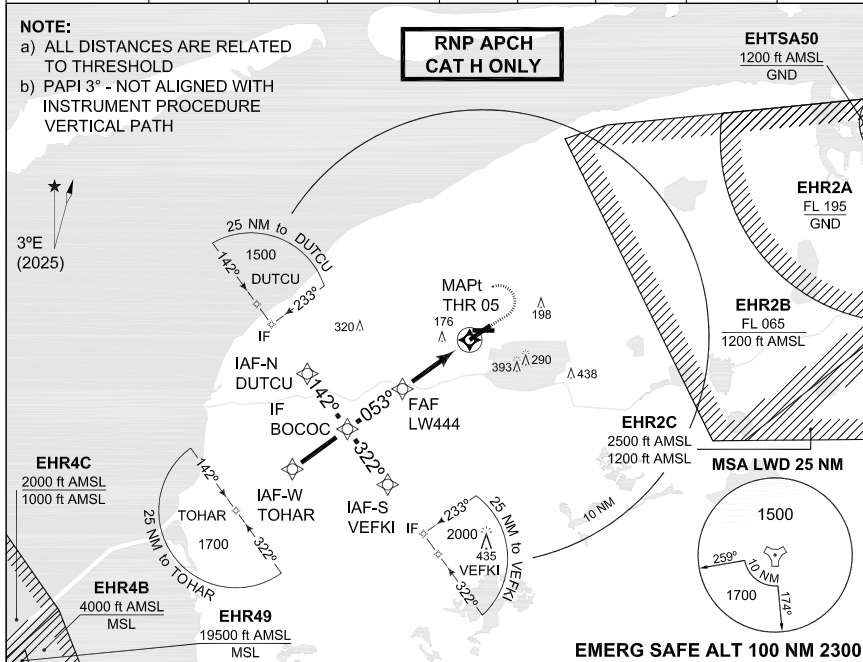 NOTE:
a) ALL DISTANCES ARE RELATED
TO THRESHOLD
b) PAPI 3° - NOT ALIGNED WITH
INSTRUMENT PROCEDURE
VERTICAL PATH
RNP APCH
CAT H ONLY
EHTSA50
1200 ft AMSL
GND
EHR2A
FL 195
GND
3°E
(2025)
25 NM to DUTCU
1500
DUTCU
142°
233°
IF
MAPt
THR 05
320
176
198
393
290
438
EHR2B
FL 065
1200 ft AMSL
IAF-N
DUTCU
142°
IF
BOCOC
053°
322°
FAF
LW444
EHR2C
2500 ft AMSL
1200 ft AMSL
IAF-W
TOHAR
IAF-S
VEFKI
EHR4C
2000 ft AMSL
1000 ft AMSL
142°
TOHAR
1700
322°
25 NM to TOHAR
IF
233°
2000
435
VEFKI
322°
25 NM to VEFKI
10 NM
MSA LWD 25 NM
1500
259°
10 NM
1700
174°
EHR4B
4000 ft AMSL
MSL
EHR49
19500 ft AMSL
MSL
EMERG SAFE ALT 100 NM 2300